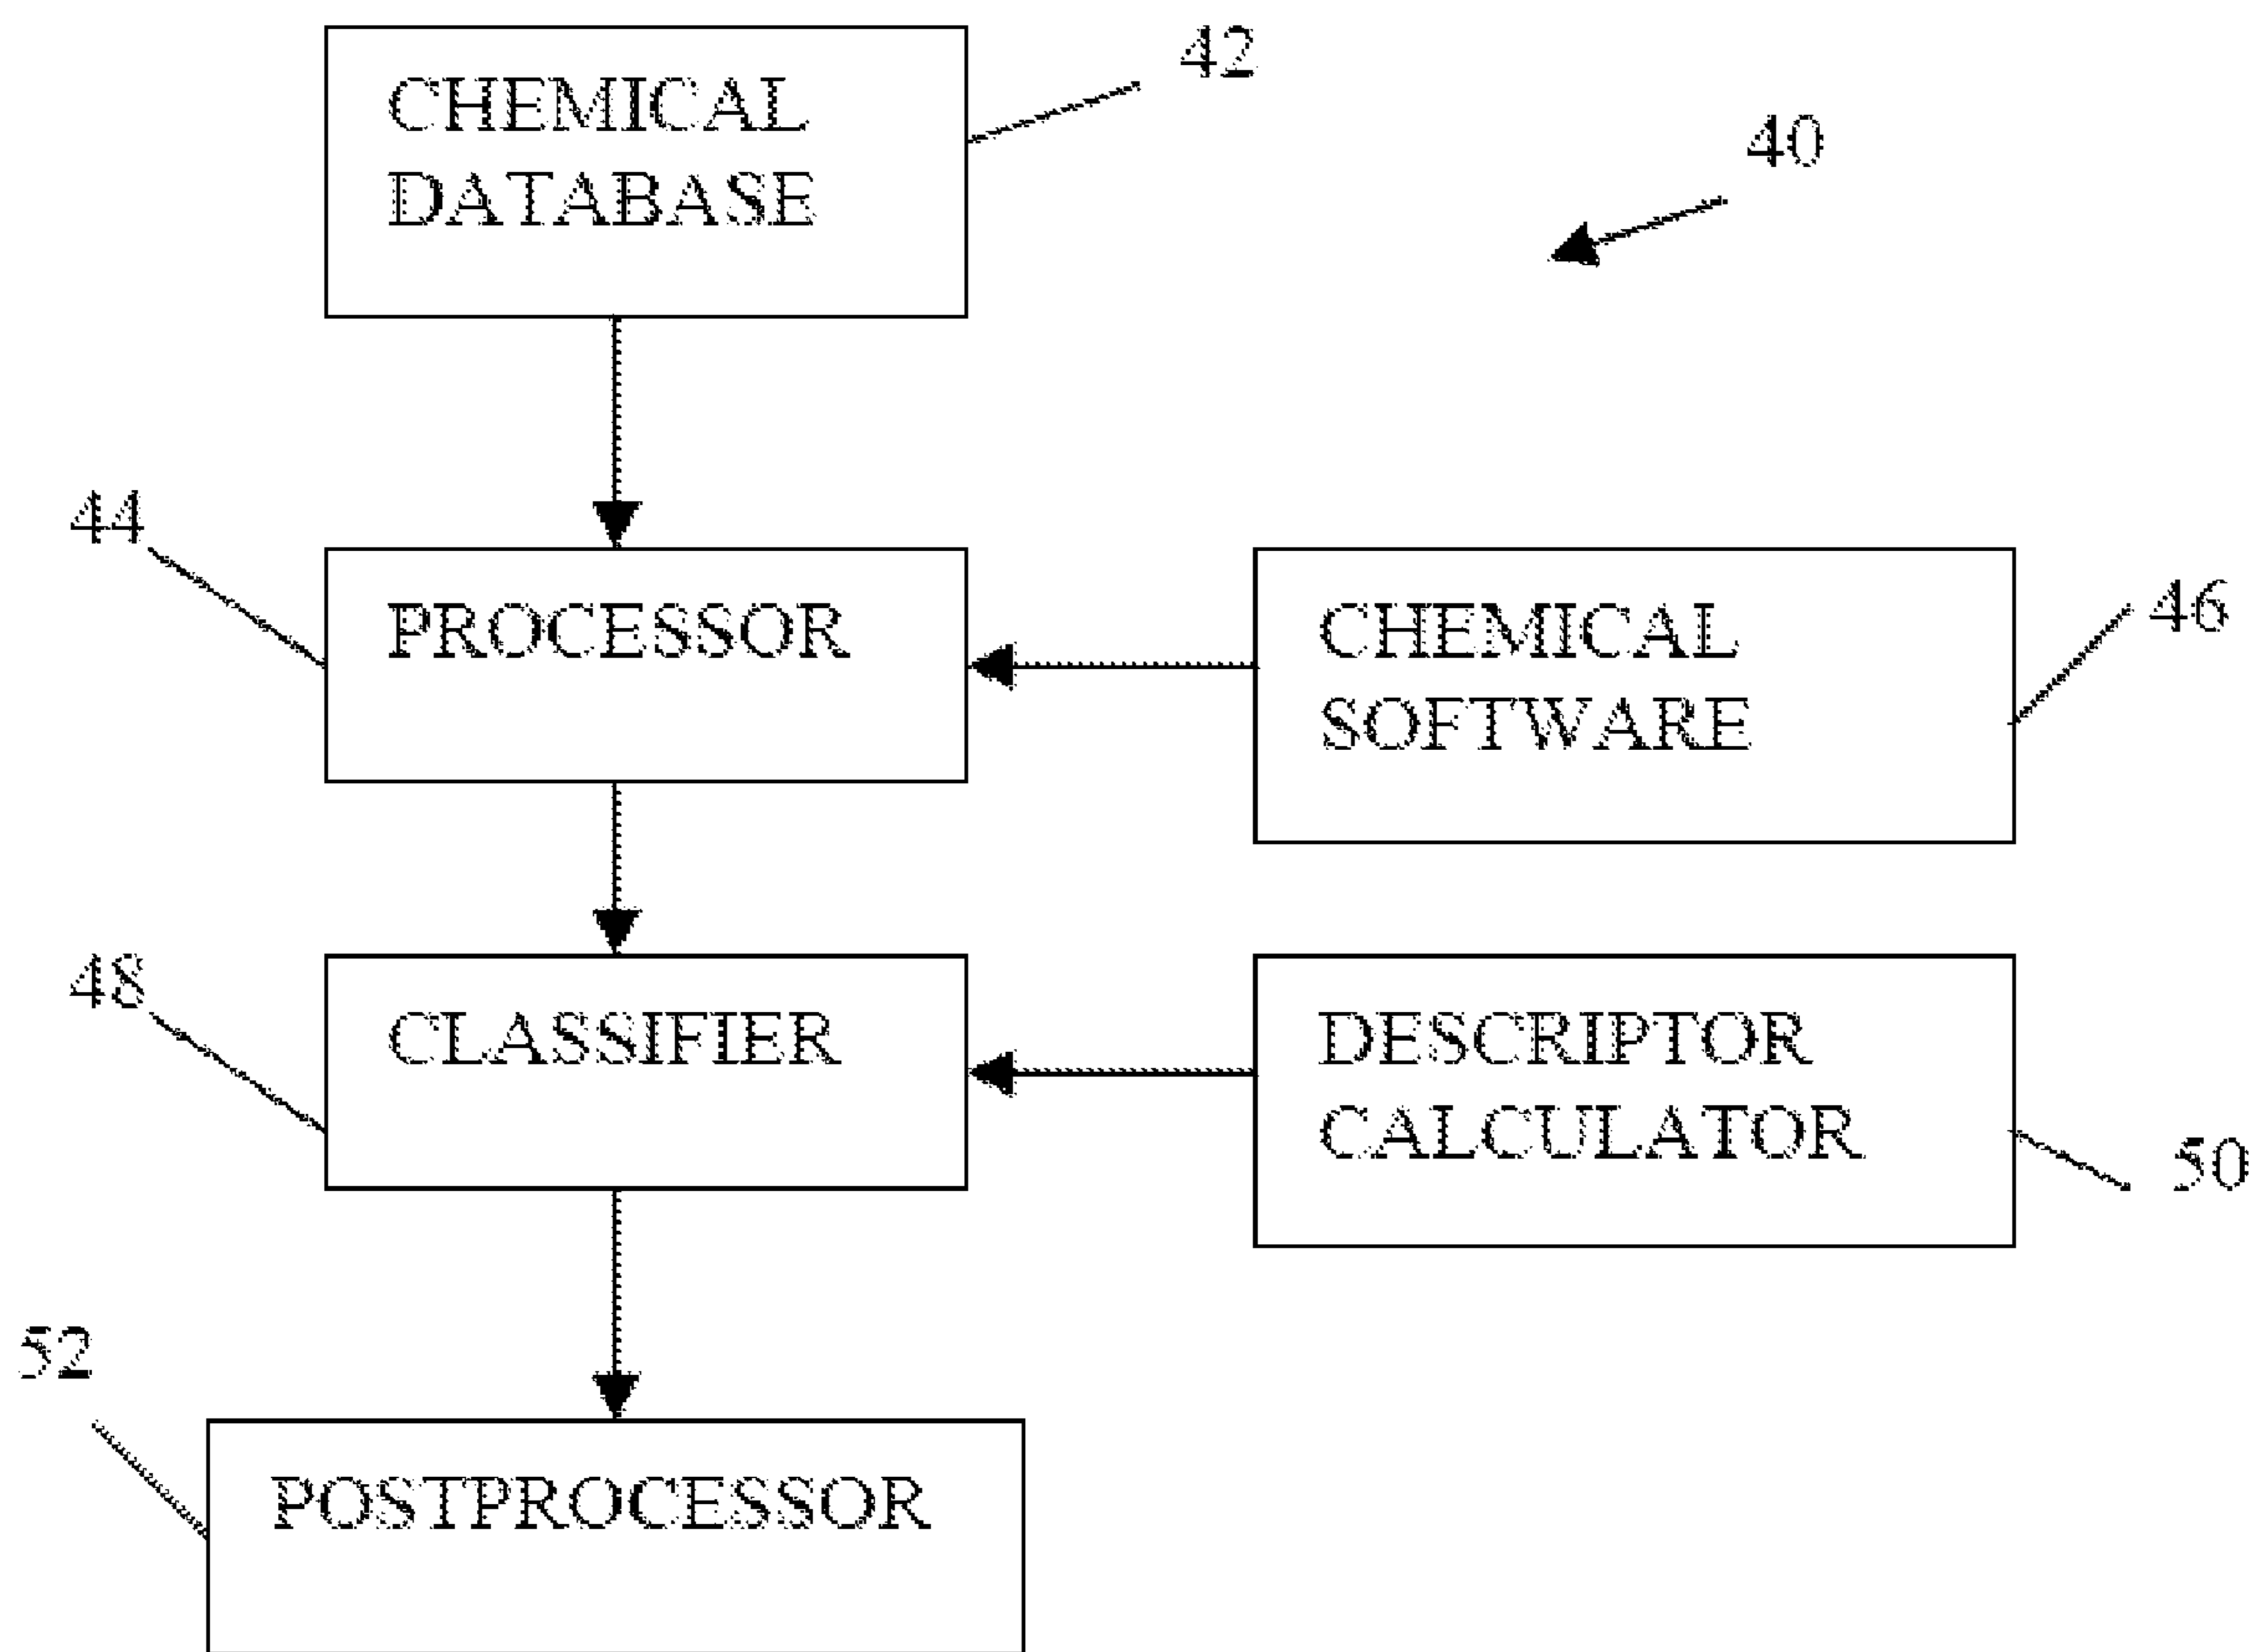 CHEMICAL
DATABASE
42
40
44
PROCESSOR
CHEMICAL
SOFTWARE
46
48
CLASSIFIER
DESCRIPTOR
CALCULATOR
50
52
POSTPROCESSOR